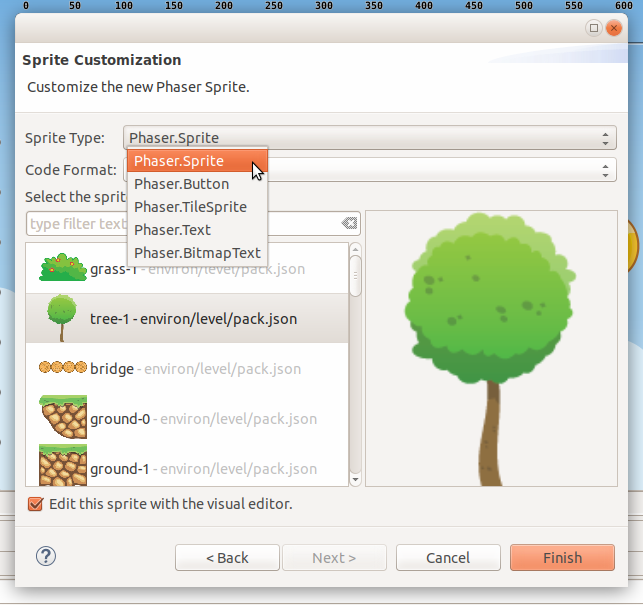 0 50 100 150 200 250 300 350 400 450 500 550 600
Sprite Customization
Customize the new Phaser Sprite.
Sprite Type: Phaser.Sprite
Phaser.Sprite
Code Format:
Phaser.Button
Select the sprit
Phaser.TileSprite
type filter text
Phaser.Text
Phaser.BitmapText
grass-1 - environ/level/pack.json
tree-1 - environ/level/pack.json
bridge - environ/level/pack.json
ground-0 - environ/level/pack.json
ground-1 - environ/level/pack.json
Edit this sprite with the visual editor.
? < Back Next > Cancel Finish